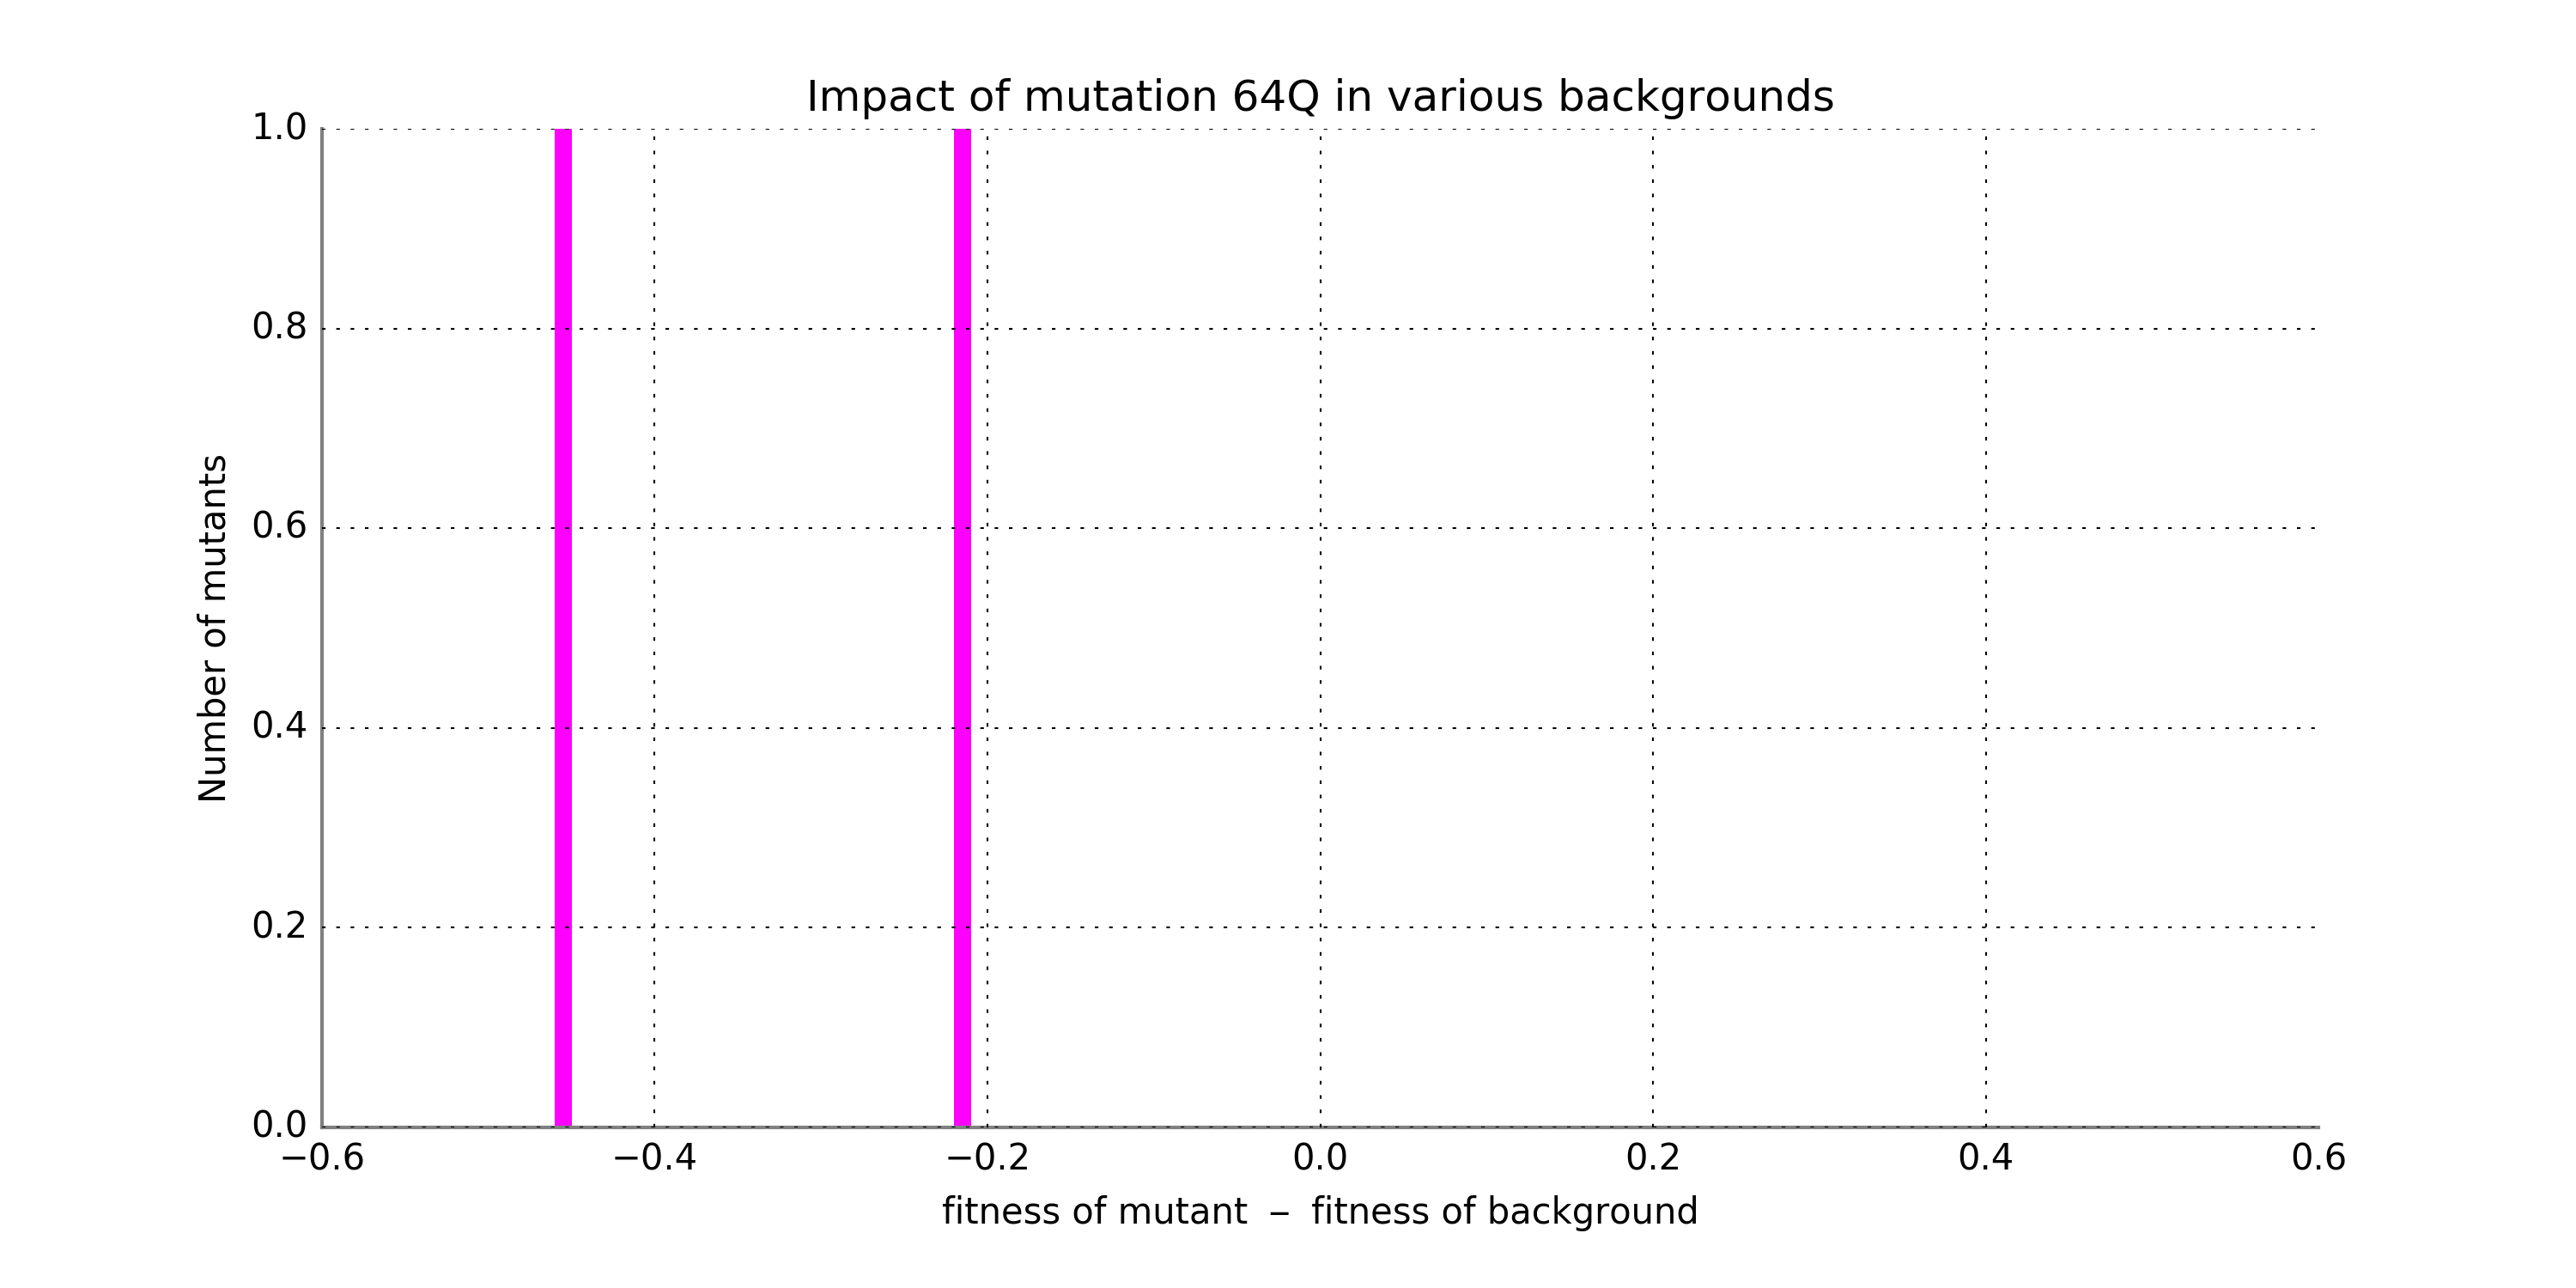 Impact of mutation 64Q in various backgrounds
1.0
0.8
0.6
0.4
0.2
0.0
Number of mutants
−0.6 −0.4 −0.2 0.0 0.2 0.4 0.6
fitness of mutant − fitness of background